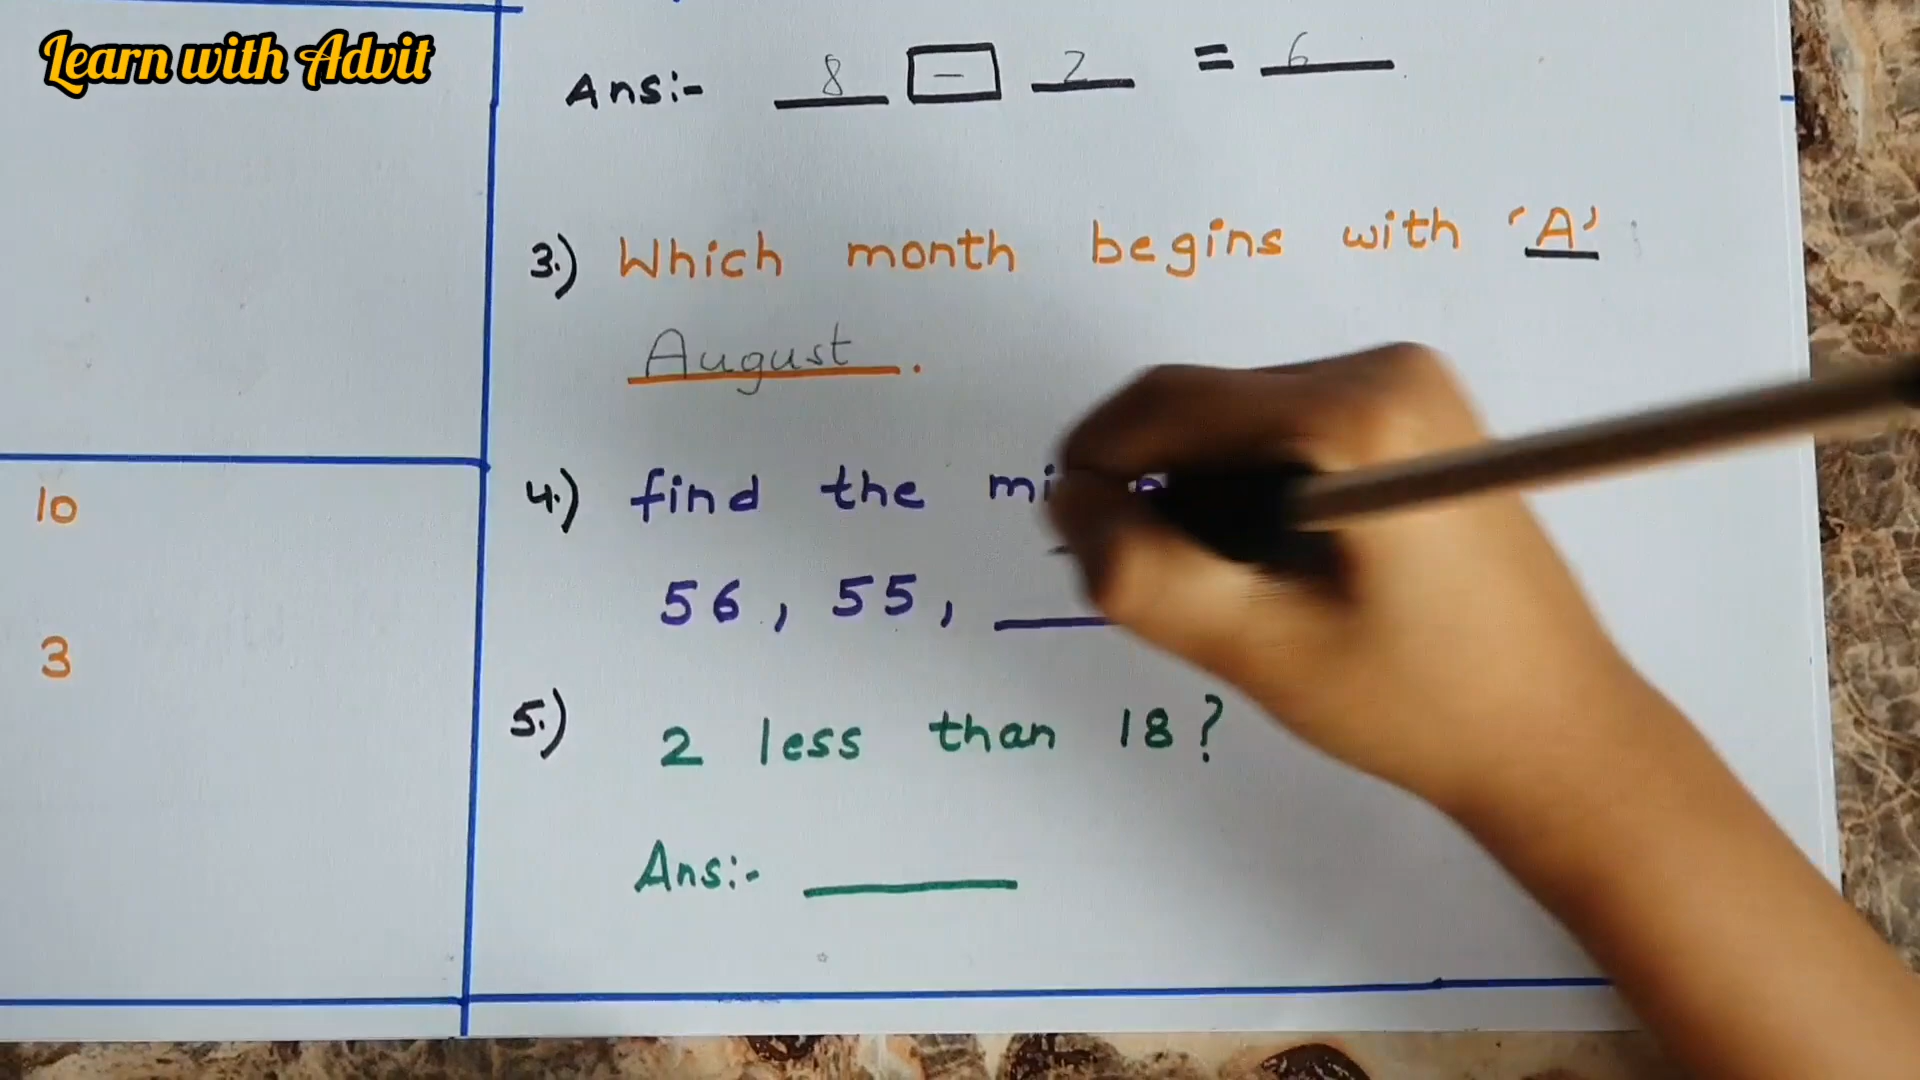 Learn with Advit
Ans:- 8 - 2 = 6
3.) Which month begins with 'A'
August.
10
4.) find the
56, 55,
3
5.) 2 less than 18?
Ans:-